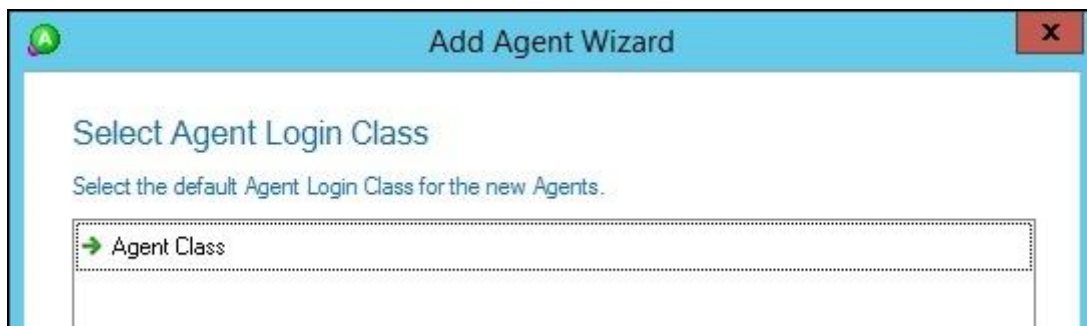 Add Agent Wizard
x
Select Agent Login Class
Select the default Agent Login Class for the new Agents.
Agent Class